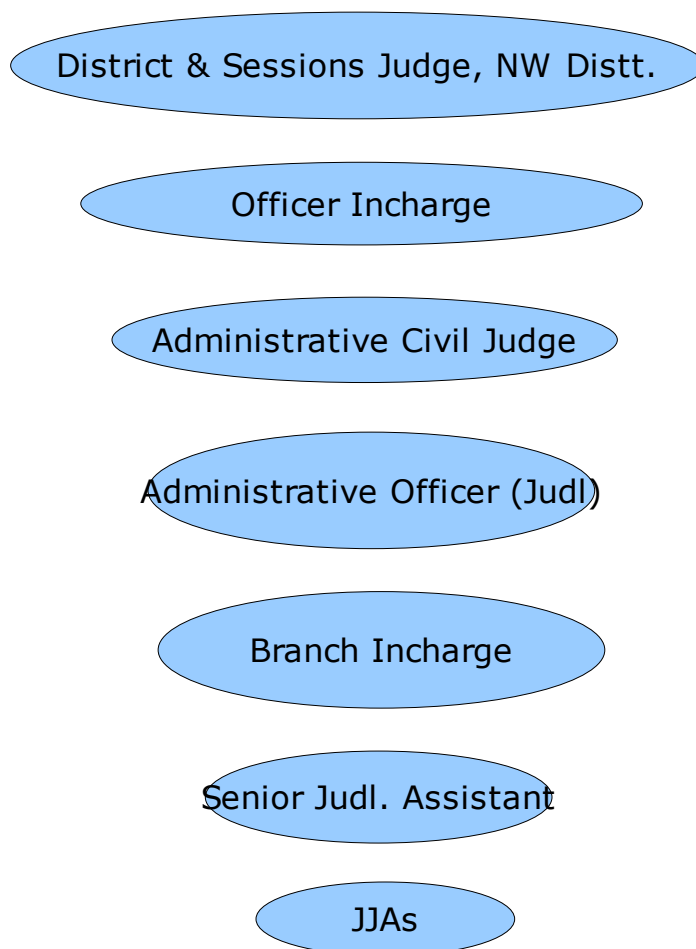 District & Sessions Judge, NW Distt.
Officer Incharge
Administrative Civil Judge
Administrative Officer (Judl)
Branch Incharge
Senior Judl. Assistant
JJAs